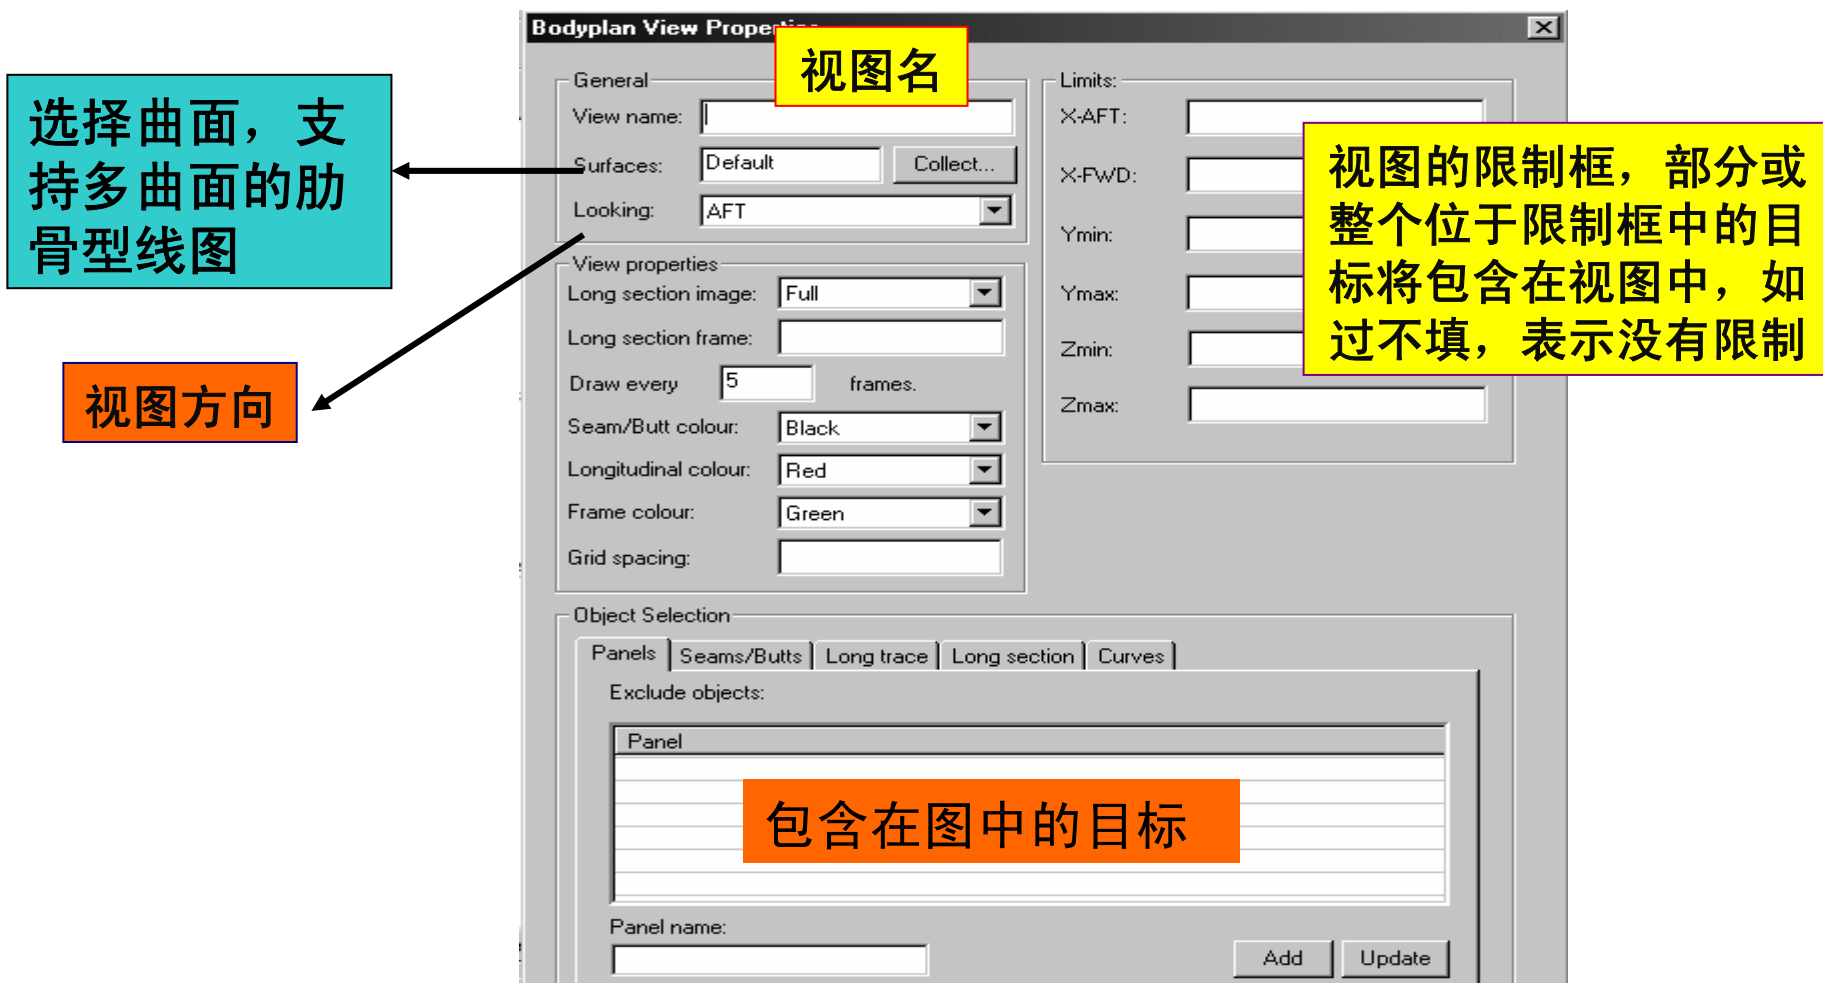 Bodyplan View Prope
视图名
选择曲面，支
持多曲面的肋
骨型线图
视图方向
General
View name:
Surfaces: Default Collect...
Looking: AFT
View properties
Long section image: Full
Long section frame:
Draw every 5 frames.
Seam/Butt colour: Black
Longitudinal colour: Red
Frame colour: Green
Grid spacing:
Limits:
X-AFT:
X-FWD:
Ymin:
Ymax:
Zmin:
Zmax:
视图的限制框，部分或
整个位于限制框中的目
标将包含在视图中，如
过不填，表示没有限制
Object Selection
Panels Seams/Butts Long trace Long section Curves
Exclude objects:
Panel
包含在图中的目标
Panel name:
Add Update